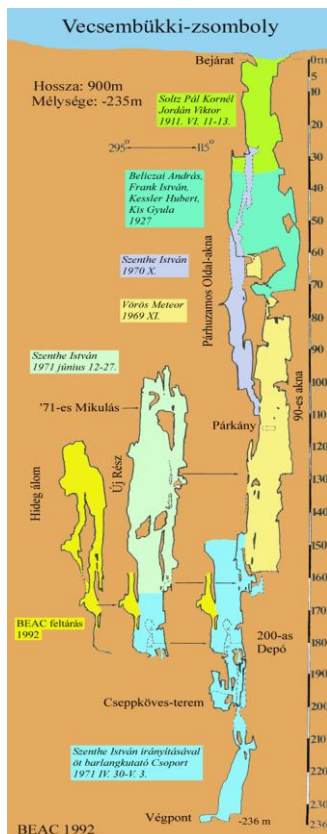 Vecsembükki-zsomboly
Bejárat
0m
5
10
20
30
40
50
60
70
80
90
100
110
120
130
140
150
160
170
180
190
200
210
220
230
236
Hossza: 900m
Mélysége: -235m
Soltz Pál Kornél
Jordán Viktor
1911. VI. 11-13.
295°
115°
Beliczai András,
Frank István,
Kessler Hubert,
Kis Gyula
1927
Szenthe István
1970 X.
Vörös Meteor
1969 XI.
Párhuzamos Oldal-akna
Szenthe István
1971 június 12-27.
'71-es Mikulás
Párkány
90-es akna
Új Rész
Hideg álom
BEAC feltárás
1992
200-as
Depó
Cseppköves-terem
Szenthe István irányításával
öt barlangkutató Csoport
1971 IV. 30-V. 3.
Végpont
-236 m
BEAC 1992